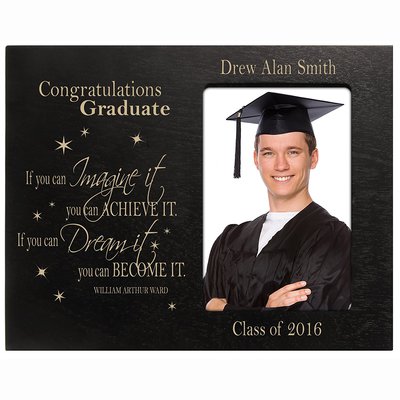 Congratulations
Graduate
If you can Imagine it
you can ACHIEVE IT.
If you can Dream it,
you can BECOME IT.
WILLIAM ARTHUR WARD
Drew Alan Smith
Class of 2016